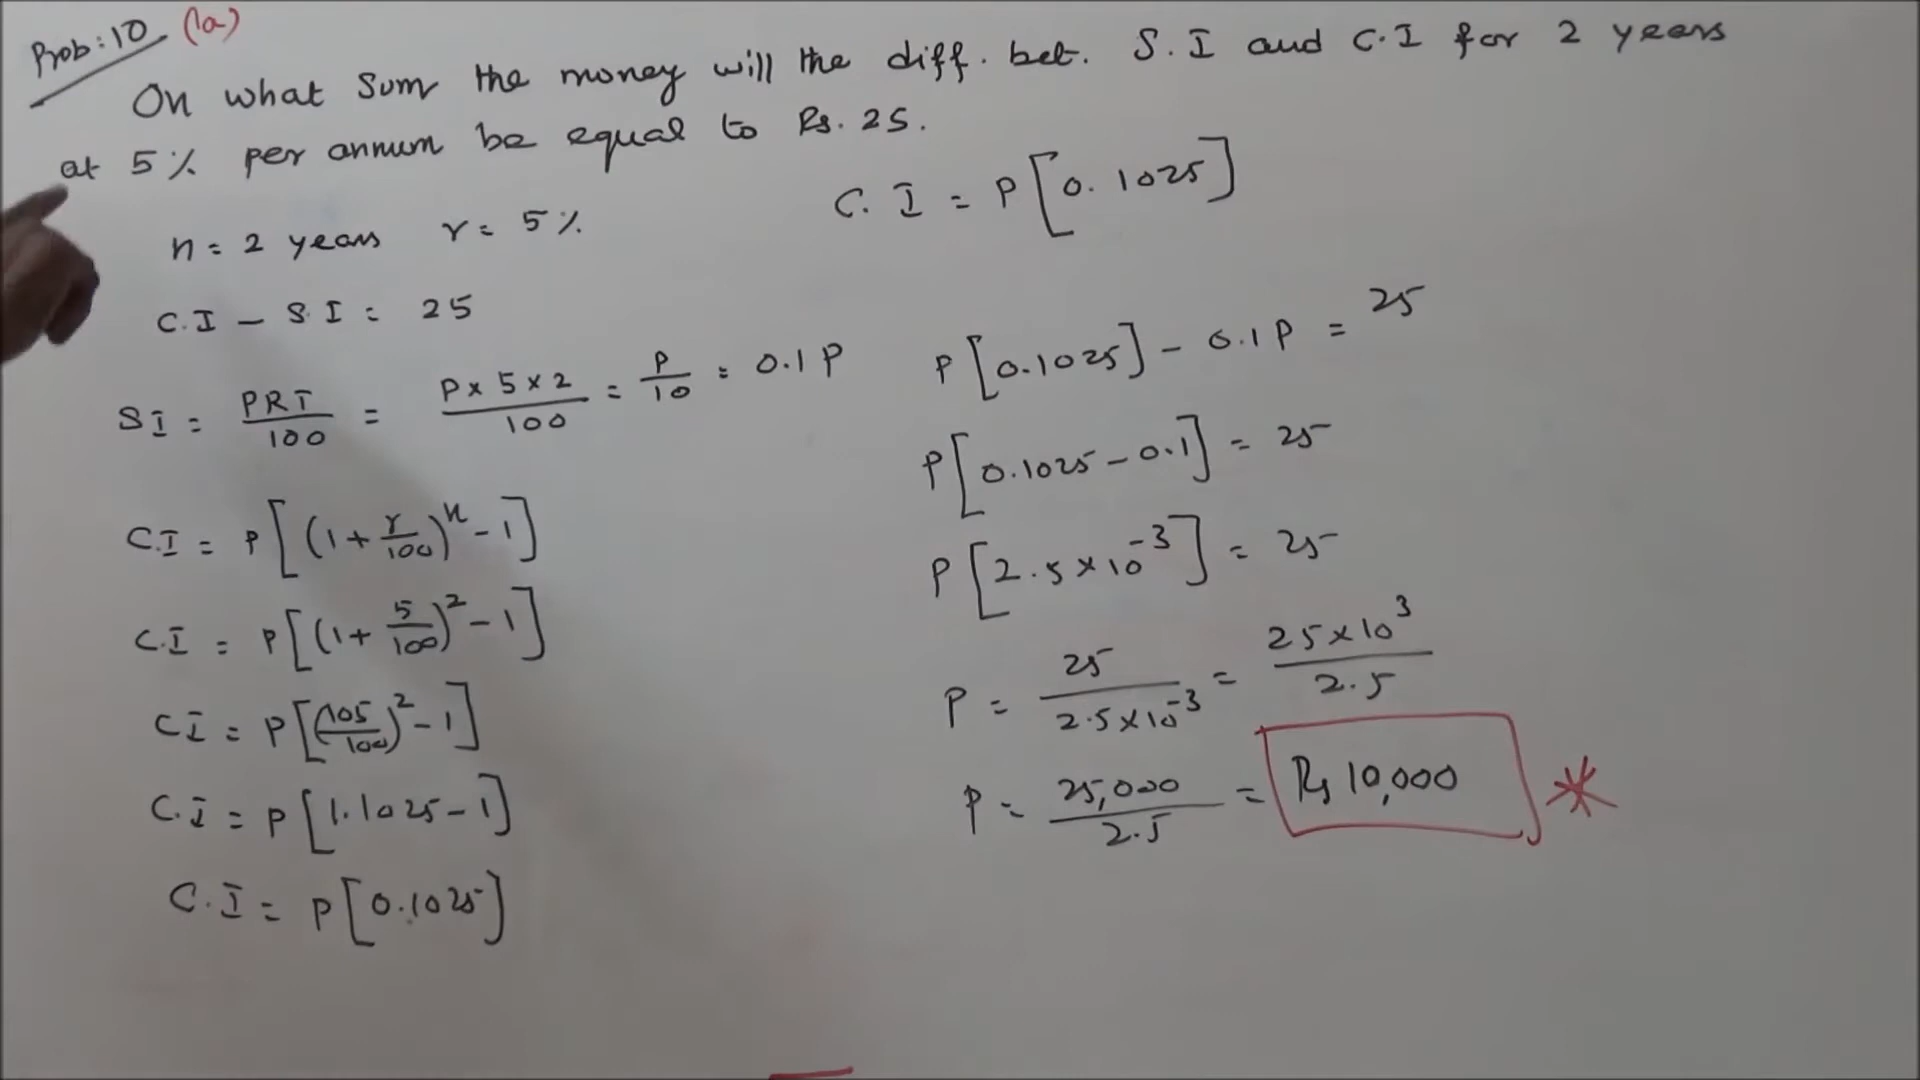 Prob: 10 (1a)
On what sum the money will the diff. bet. S.I and C.I for 2 years
at 5% per annum be equal to Rs. 25.
n = 2 years r = 5%
C.I - S.I = 25
SI = PRT/100 = P x 5 x 2/100 = P/10 = 0.1 P
C.I = P[(1 + r/100)^n - 1]
C.I = P[(1 + 5/100)^2 - 1]
C.I = P[(105/100)^2 - 1]
C.I = P[1.1025 - 1]
C.I = P[0.1025]
C.I = P[0.1025]
P[0.1025] - 0.1 P = 25
P[0.1025 - 0.1] = 25
P[2.5 x 10^-3] = 25
P = 25/2.5 x 10^-3 = 25 x 10^3/2.5
P = 25,000/2.5 = Rs 10,000 *